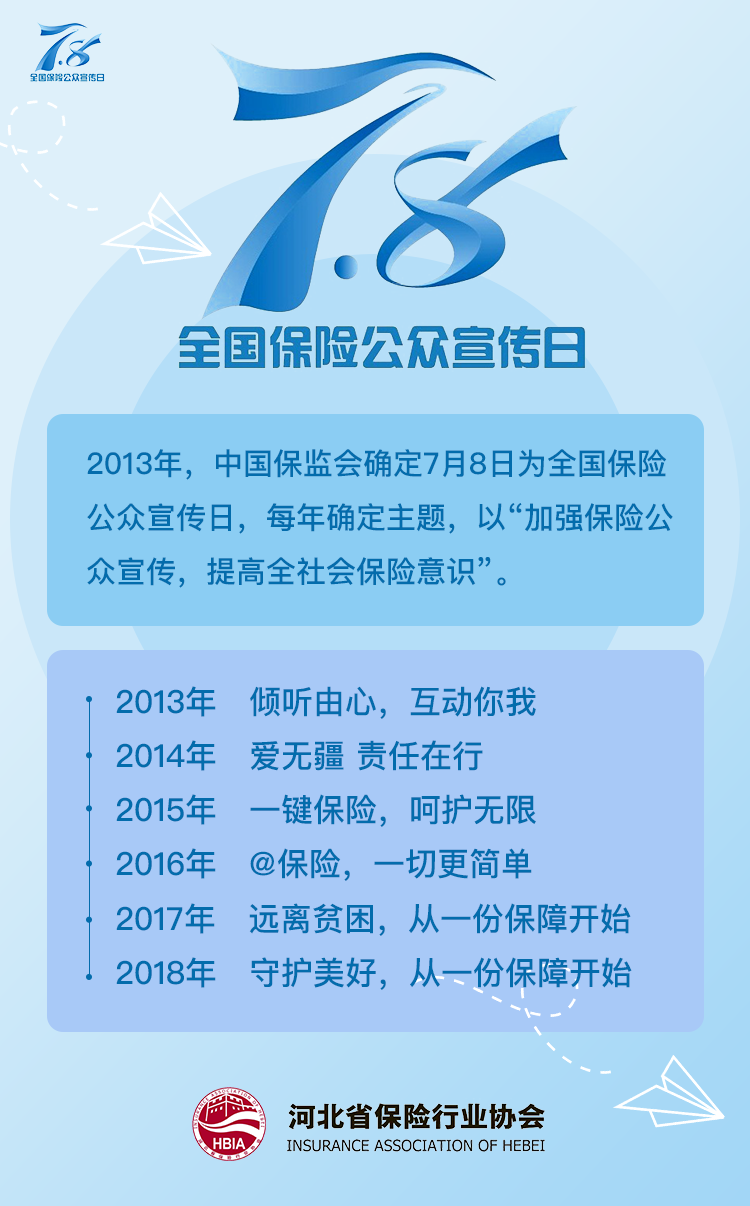 7.8
全国保险公众宣传日
7.8
全国保险公众宣传日
2013年，中国保监会确定7月8日为全国保险
公众宣传日，每年确定主题，以“加强保险公
众宣传，提高全社会保险意识”。
2013年 倾听由心，互动你我
2014年 爱无疆 责任在行
2015年 一键保险，呵护无限
2016年 @保险，一切更简单
2017年 远离贫困，从一份保障开始
2018年 守护美好，从一份保障开始
INSURANCE ASSOCIATION OF HEBEI
HBIA
河北省保险行业协会
INSURANCE ASSOCIATION OF HEBEI